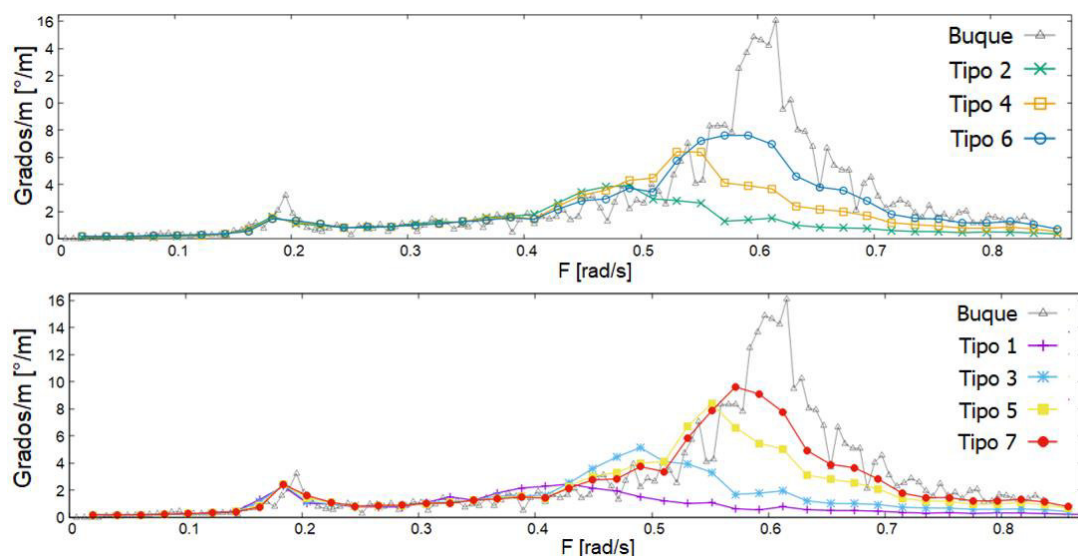 16
4
2
0
8
6
4
2
0
Grados/m [°/m]
Buque
Tipo 2
Tipo 4
Tipo 6
0 0.1 0.2 0.3 0.4 0.5 0.6 0.7 0.8
F [rad/s]
16
14
12
10
8
6
4
2
0
Grados/m [°/m]
Buque
Tipo 1
Tipo 3
Tipo 5
Tipo 7
0 0.1 0.2 0.3 0.4 0.5 0.6 0.7 0.8
F [rad/s]